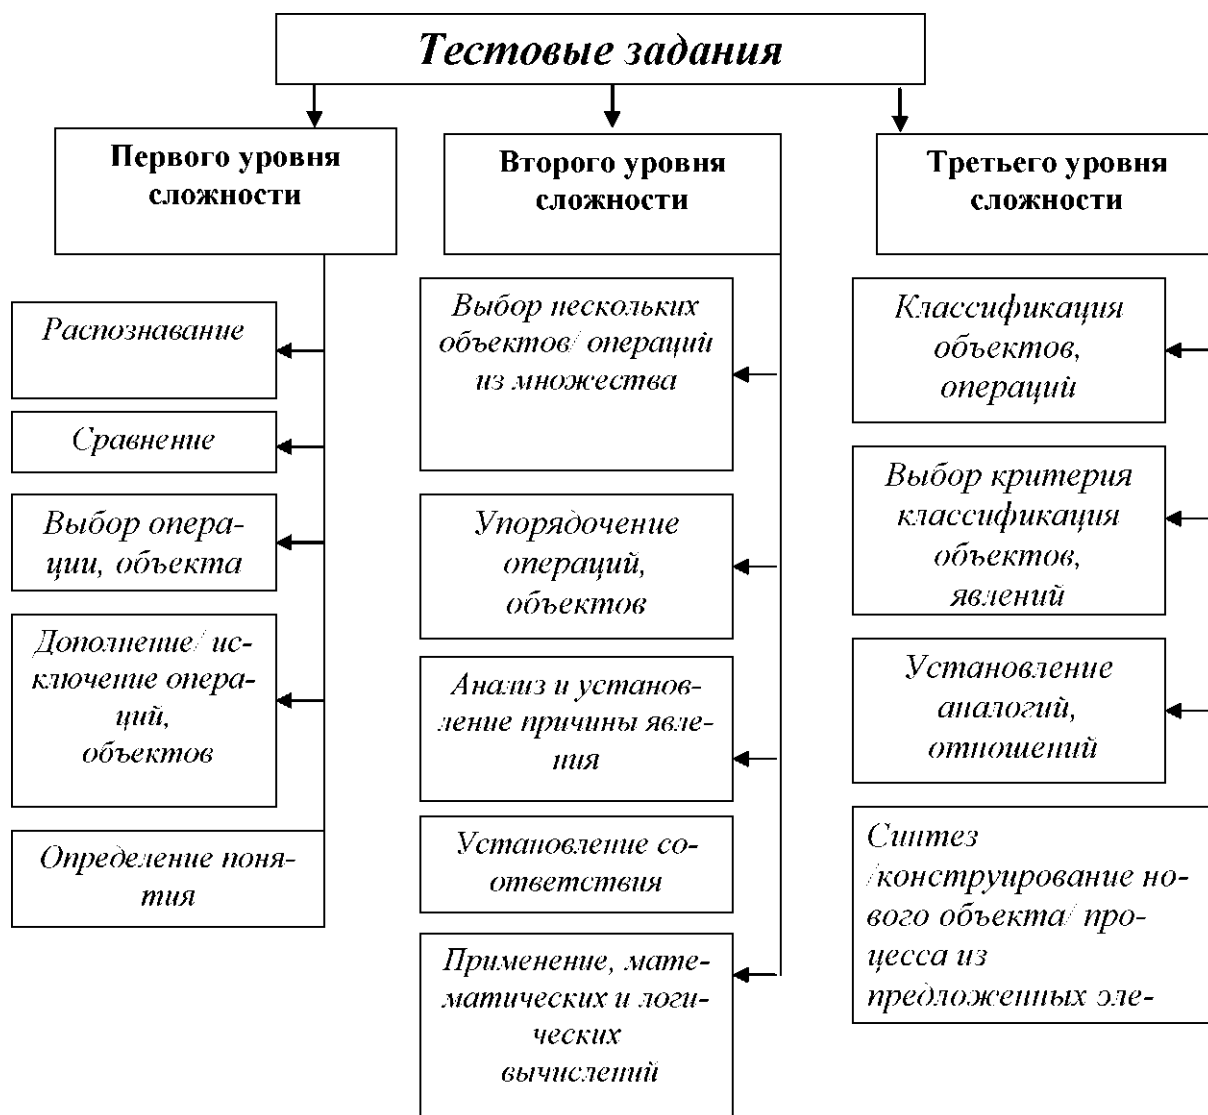 Тестовые задания
Первого уровня
сложности
Распознавание
Сравнение
Выбор опера-
ции, объекта
Дополнение/ ис-
ключение опера-
ций,
объектов
Определение поня-
тия
Второго уровня
сложности
Выбор нескольких
объектов/ операций
из множества
Упорядочение
операций,
объектов
Анализ и установ-
ление причины явле-
ния
Установление со-
ответствия
Применение, мате-
матических и логи-
ческих
вычислений
Третьего уровня
сложности
Классификация
объектов,
операций
Выбор критерия
классификация
объектов,
явлений
Установление
аналогий,
отношений
Синтез
/конструирование но-
вого объекта/ про-
цесса из
предложенных эле-